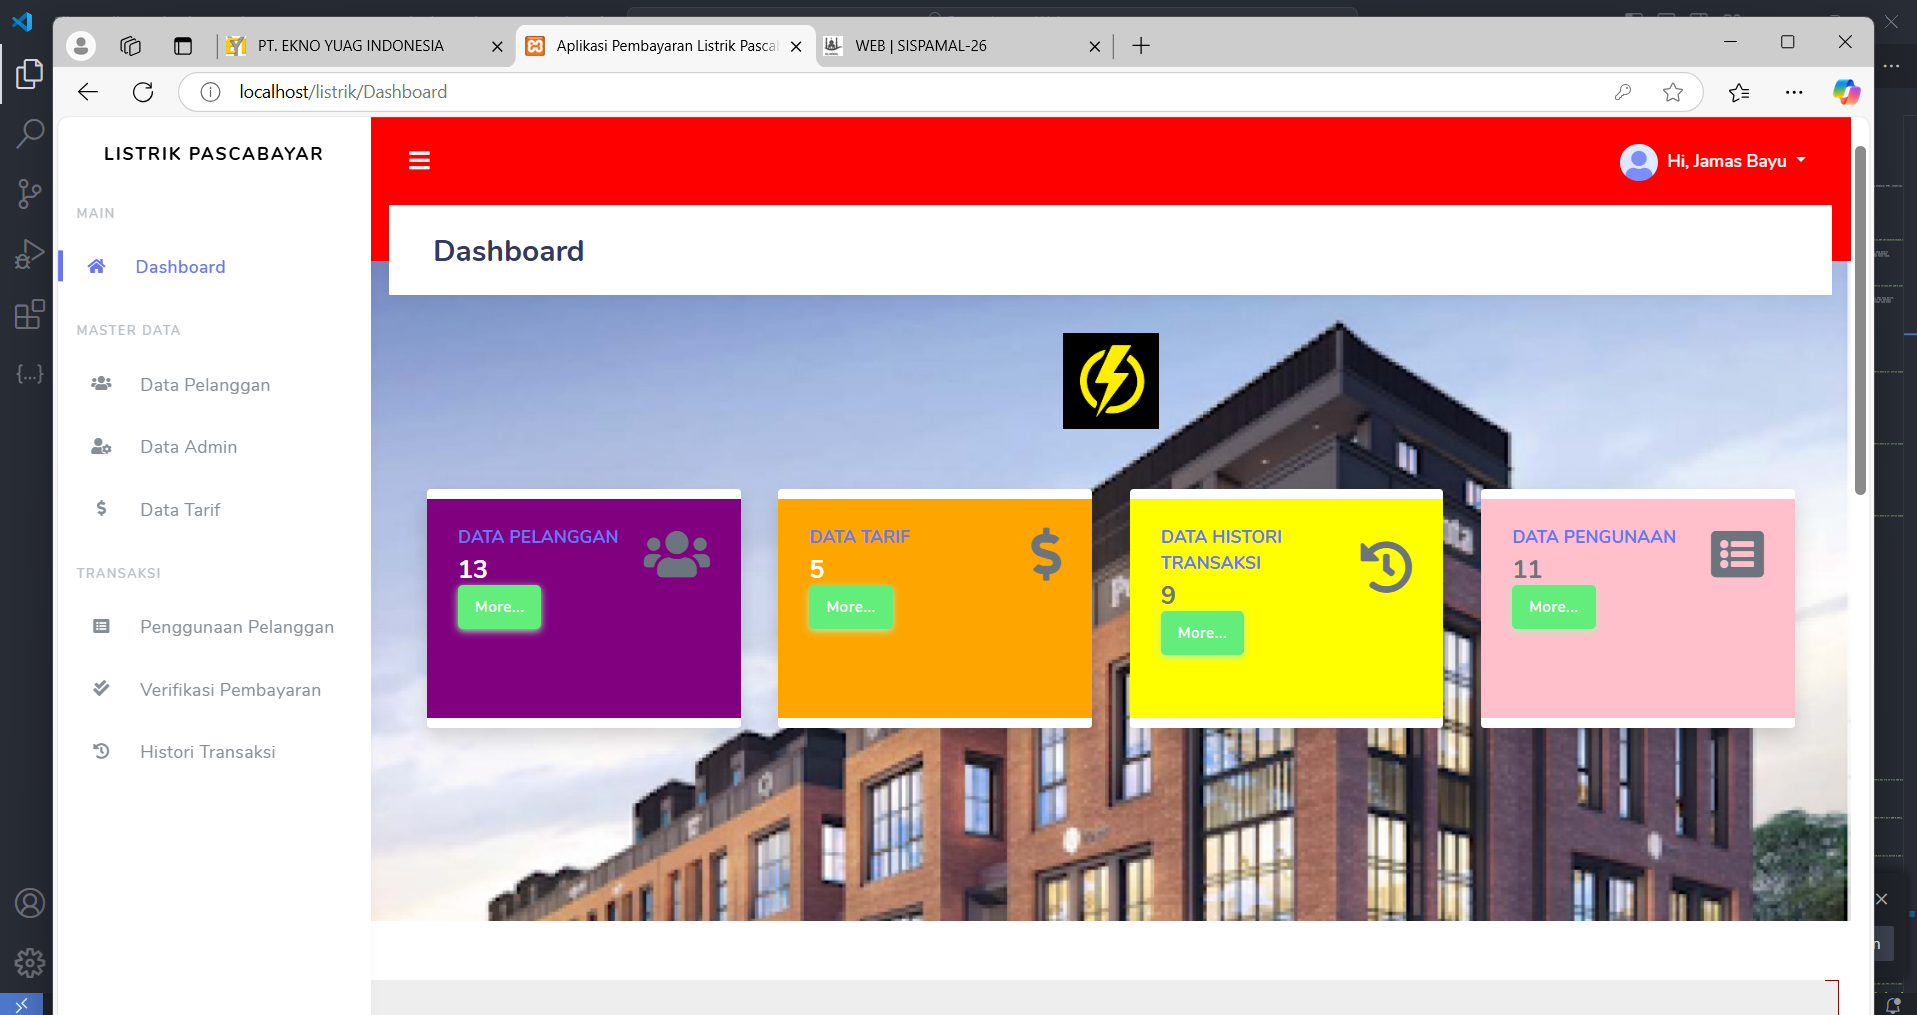 PT. EKNO YUAG INDONESIA
Aplikasi Pembayaran Listrik Pasca
WEB | SISPAMAL-26
localhost/listrik/Dashboard
LISTRIK PASCABAYAR
Hi, Jamas Bayu
MAIN
Dashboard
Dashboard
MASTER DATA
Data Pelanggan
Data Admin
Data Tarif
TRANSAKSI
Penggunaan Pelanggan
Verifikasi Pembayaran
Histori Transaksi
DATA PELANGGAN
13
More...
DATA TARIF
5
More...
DATA HISTORI
TRANSAKSI
9
More...
DATA PENGUNAAN
11
More...